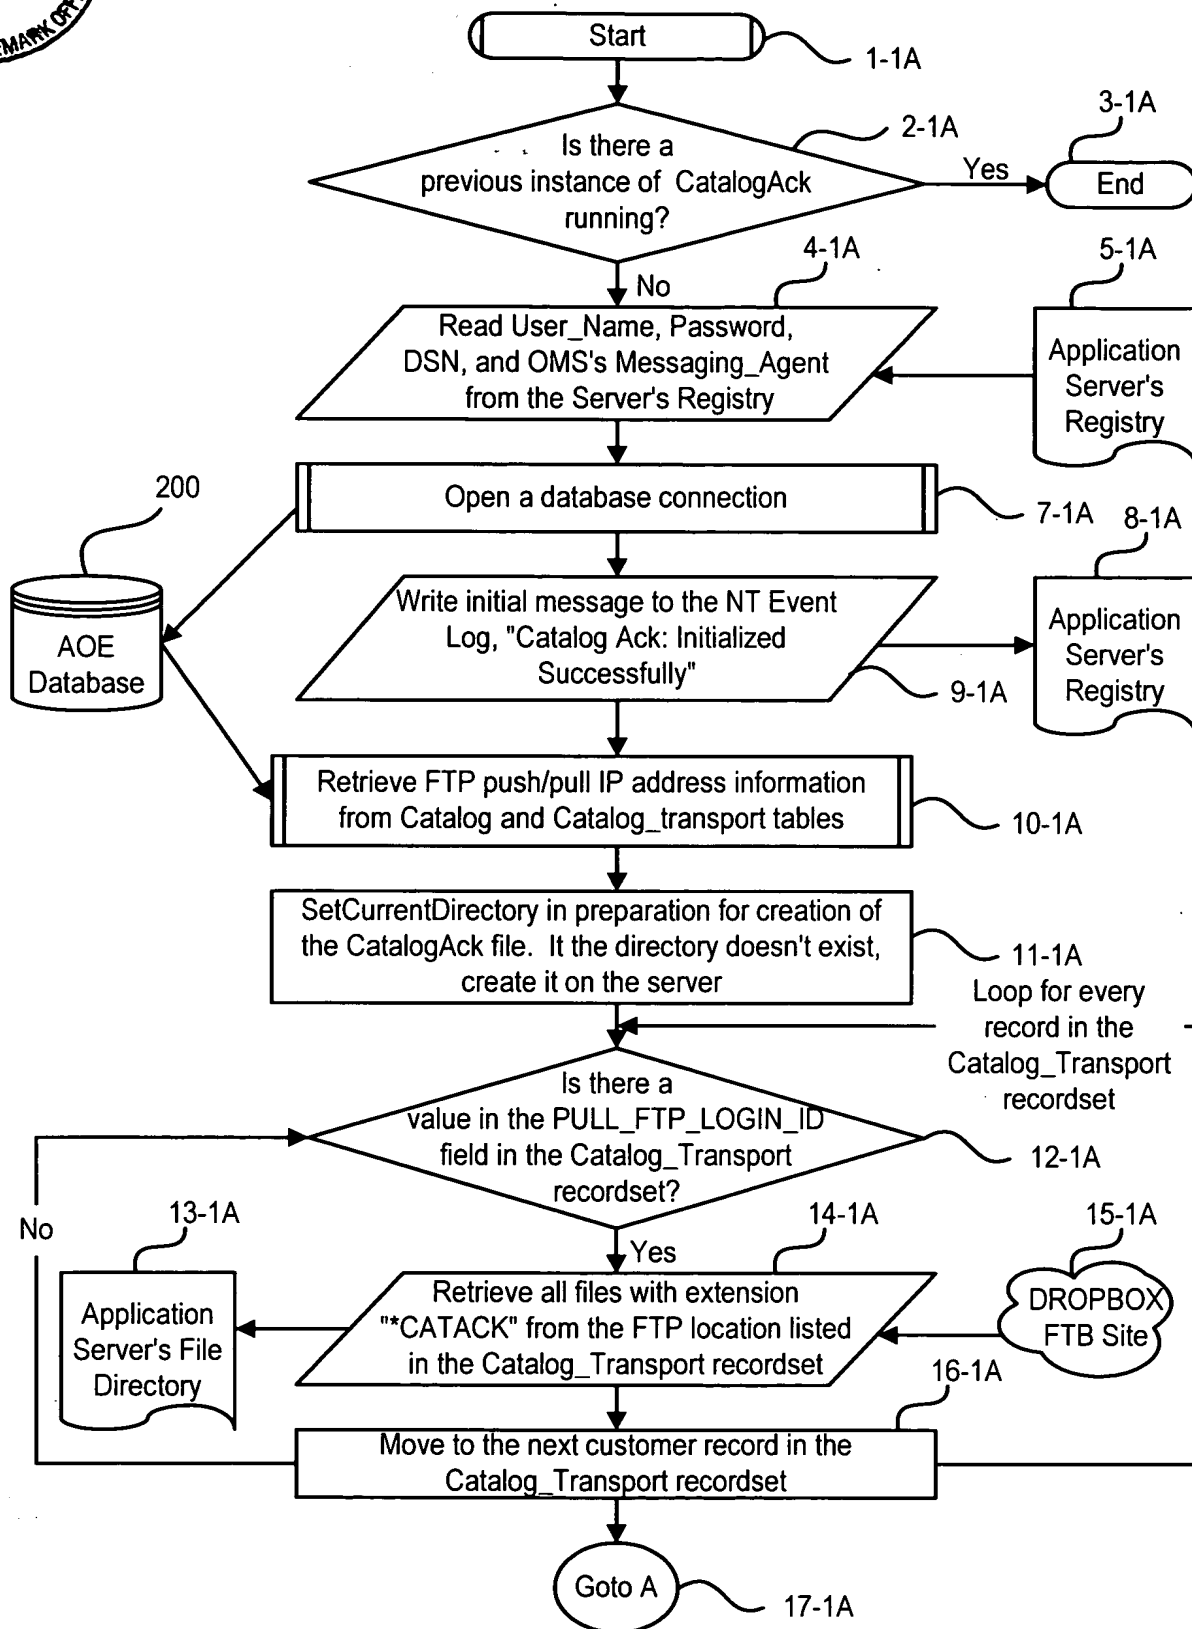 Start
1-1A
3-1A
2-1A
Is there a
previous instance of CatalogAck
running?
Yes
End
4-1A
5-1A
No
Read User_Name, Password,
DSN, and OMS's Messaging_Agent
from the Server's Registry
Application
Server's
Registry
200
Open a database connection
7-1A
8-1A
AOE
Database
Write initial message to the NT Event
Log, "Catalog Ack: Initialized
Successfully"
9-1A
Application
Server's
Registry
Retrieve FTP push/pull IP address information
from Catalog and Catalog_transport tables
10-1A
SetCurrentDirectory in preparation for creation of
the CatalogAck file. It the directory doesn't exist,
create it on the server
11-1A
Loop for every
record in the
Catalog_Transport
recordset
Is there a
value in the PULL_FTP_LOGIN_ID
field in the Catalog_Transport
recordset?
12-1A
No
13-1A
14-1A
15-1A
Yes
Application
Server's File
Directory
Retrieve all files with extension
"*CATACK" from the FTP location listed
in the Catalog_Transport recordset
DROPBOX
FTB Site
16-1A
Move to the next customer record in the
Catalog_Transport recordset
Goto A
17-1A